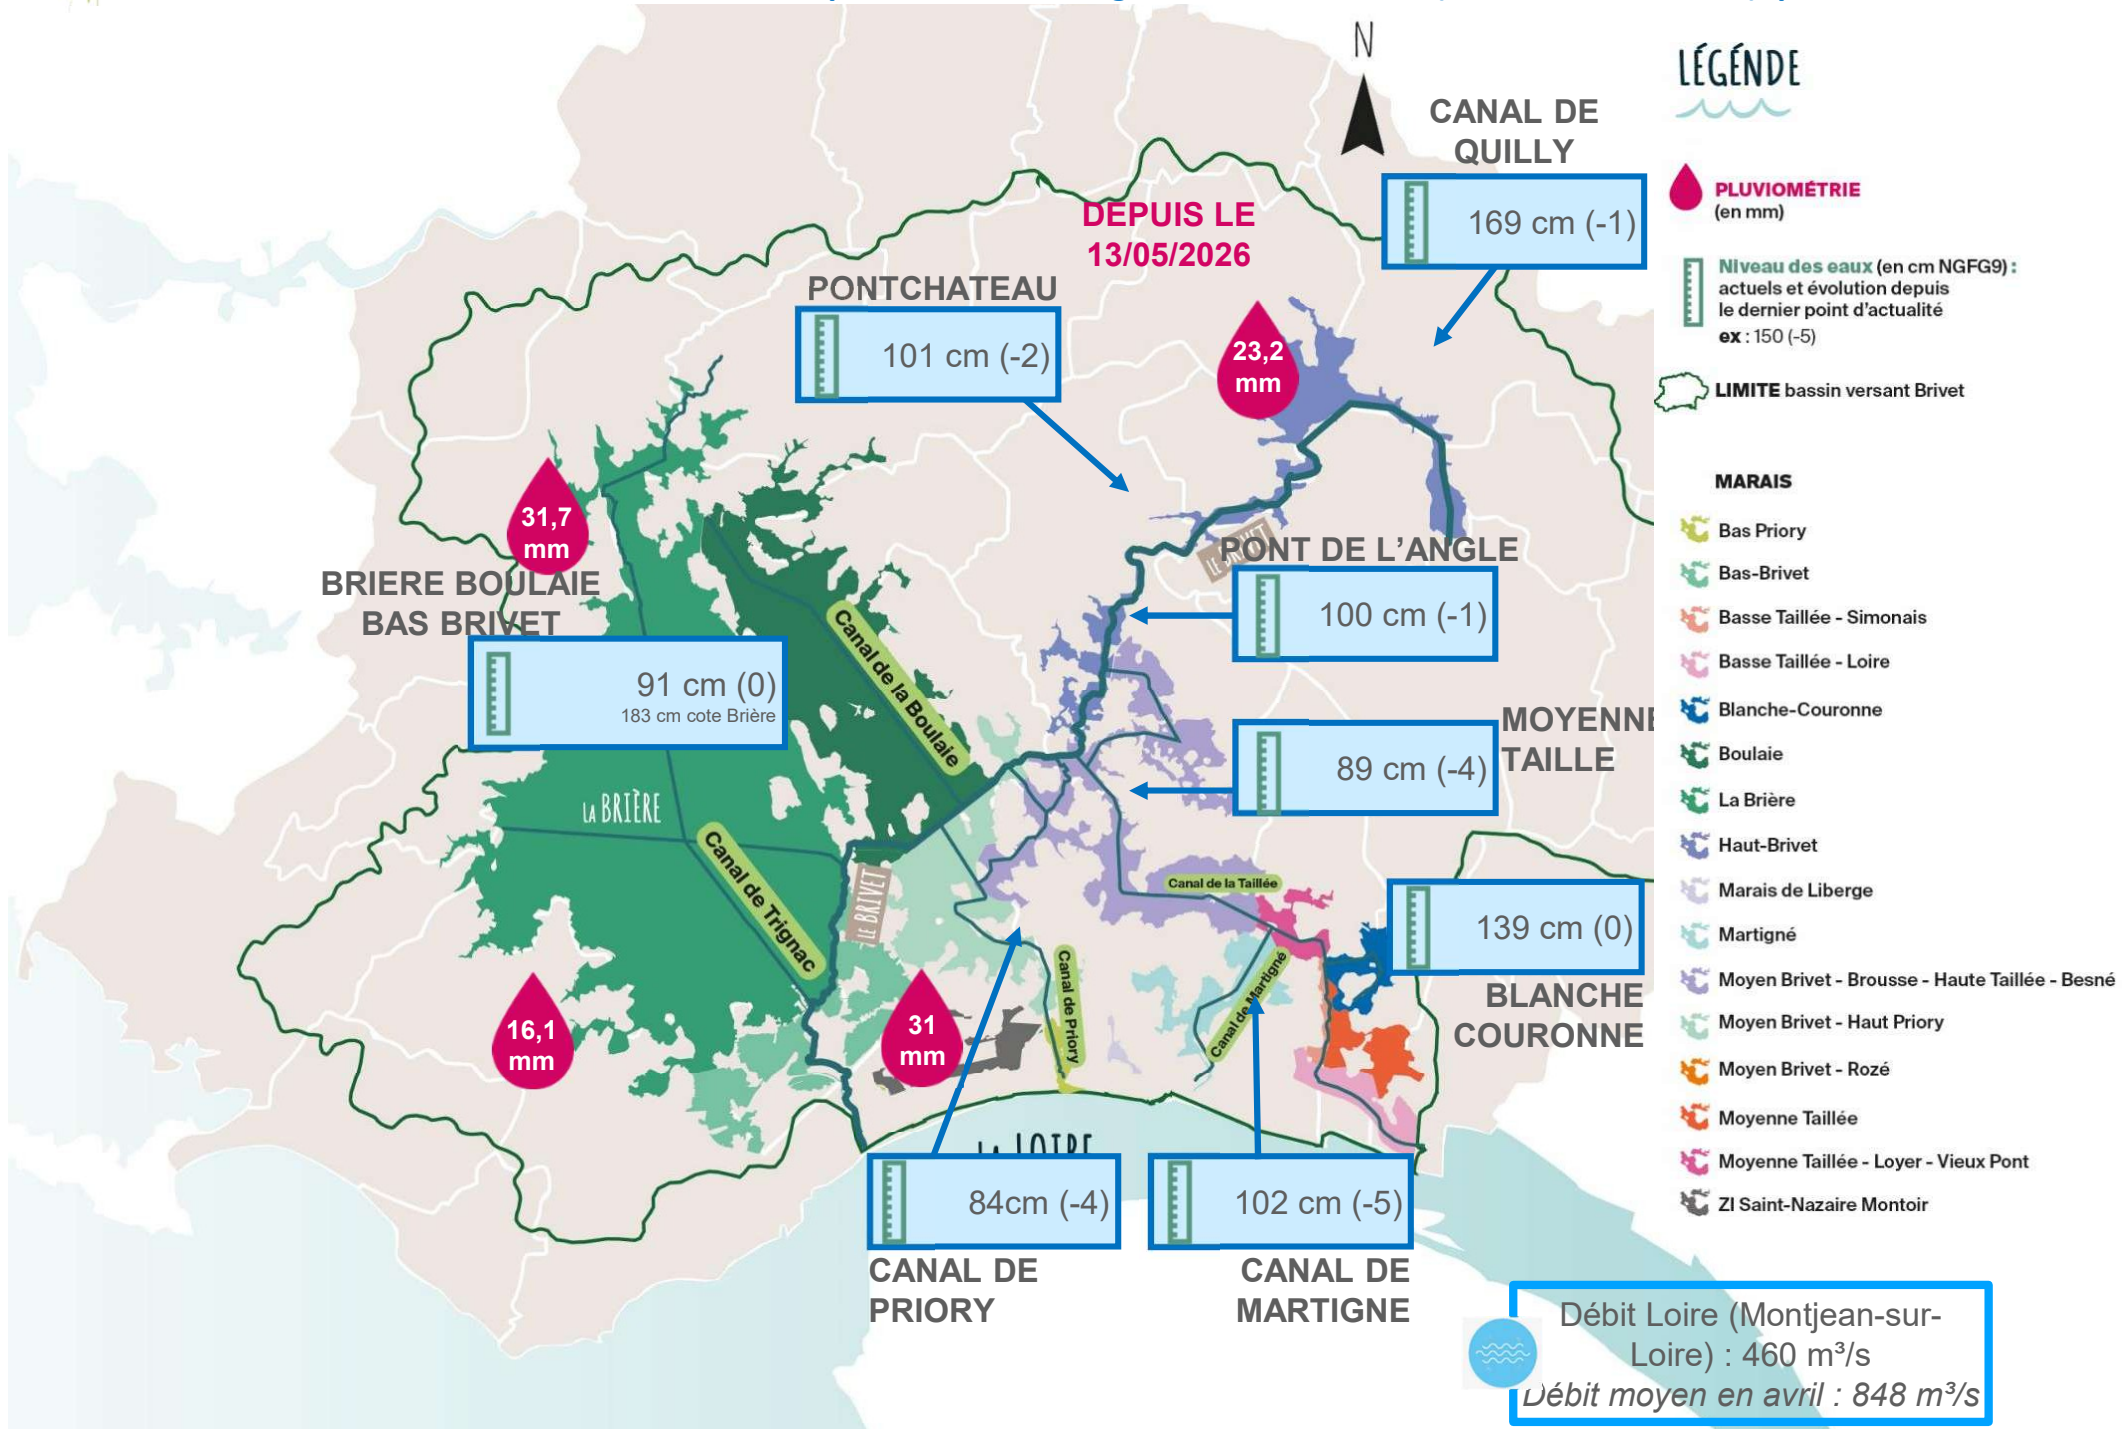 N
CANAL DE
QUILLY
169 cm (-1)
DEPUIS LE
13/05/2026
PONTCHATEAU
101 cm (-2)
23,2
mm
31,7
mm
BRIERE BOULAIE
BAS BRIVET
91 cm (0)
183 cm cote Brière
LE BRIVET
PONT DE L’ANGLE
100 cm (-1)
Canal de la Boulaie
MOYENNE
TAILLE
89 cm (-4)
LA BRIÈRE
Canal de Trignac
LE BRIVET
Canal de la Taillée
139 cm (0)
BLANCHE
COURONNE
Canal de Priory
Canal de Martigné
16,1
mm
31
mm
LA LOIRE
84cm (-4)
CANAL DE
PRIORY
102 cm (-5)
CANAL DE
MARTIGNE
LÉGÉNDE
PLUVIOMÉTRIE
(en mm)
Niveau des eaux (en cm NGFG9) :
actuels et évolution depuis
le dernier point d’actualité
ex : 150 (-5)
LIMITE bassin versant Brivet
MARAIS
Bas Priory
Bas-Brivet
Basse Taillée - Simonais
Basse Taillée - Loire
Blanche-Couronne
Boulaie
La Brière
Haut-Brivet
Marais de Liberge
Martigné
Moyen Brivet - Brousse - Haute Taillée - Besné
Moyen Brivet - Haut Priory
Moyen Brivet - Rozé
Moyenne Taillée
Moyenne Taillée - Loyer - Vieux Pont
ZI Saint-Nazaire Montoir
Débit Loire (Montjean-sur-
Loire) : 460 m³/s
Débit moyen en avril : 848 m³/s